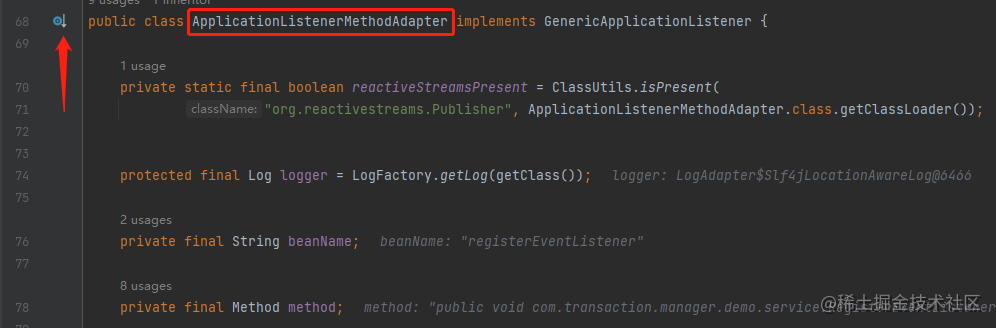 9 usages 1 inheritor
68 public class ApplicationListenerMethodAdapter implements GenericApplicationListener {
69
1 usage
70 private static final boolean reactiveStreamsPresent = ClassUtils.isPresent(
71 className: "org.reactivestreams.Publisher", ApplicationListenerMethodAdapter.class.getClassLoader());
72
73
74 protected final Log logger = LogFactory.getLog(getClass()); logger: LogAdapter$Slf4jLocationAwareLog@6466
75
2 usages
76 private final String beanName; beanName: "registerEventListener"
77
8 usages
78 private final Method method; method: "public void com.transaction.manager.demo.service
@稀土掘金技术社区